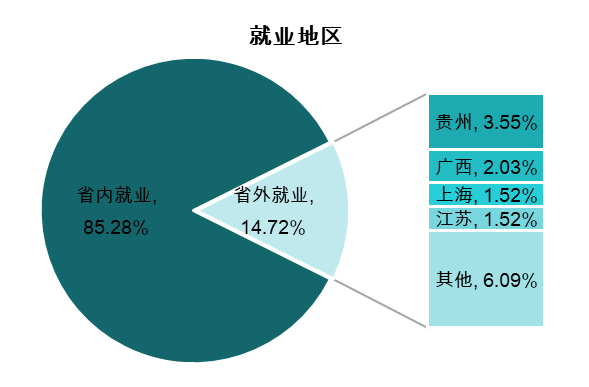 就业地区
省内就业,
85.28%
省外就业,
14.72%
贵州, 3.55%
广西, 2.03%
上海, 1.52%
江苏, 1.52%
其他, 6.09%